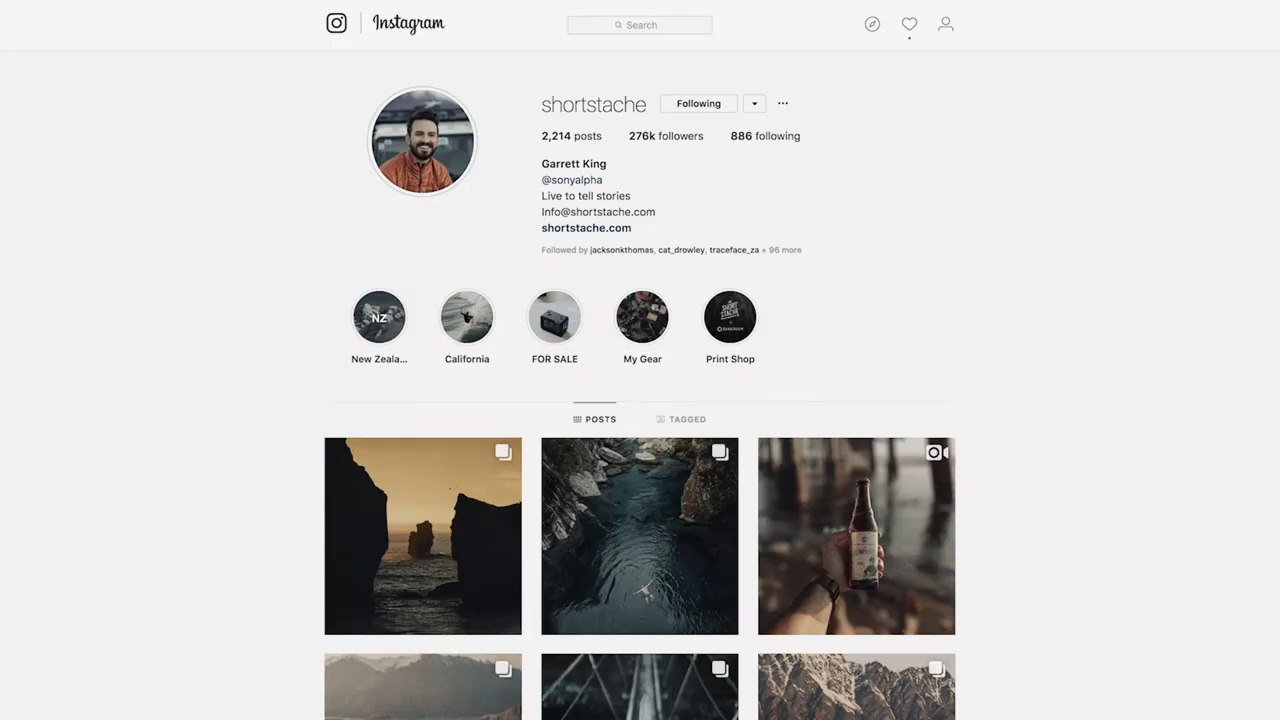 Instagram
Search
shortstache Following ...
2,214 posts 276k followers 886 following
Garrett King
@sonyalpha
Live to tell stories
Info@shortstache.com
shortstache.com
Followed by jacksonkthomas, cat_drowley, traceface_za + 96 more
NZ
SHORT
STACHE
New Zeala... California FOR SALE My Gear Print Shop
POSTS TAGGED